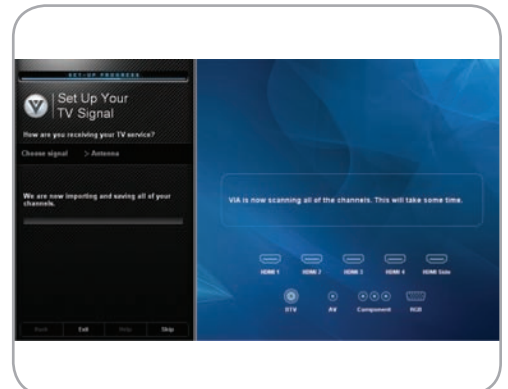 SET-UP PROGRESS
V
Set Up Your
TV Signal
How are you receiving your TV service?
Choose signal > Antenna
We are now importing and saving all of your
channels.
Back Exit Help Skip
VIA is now scanning all of the channels. This will take some time.
HDMI 1 HDMI 2 HDMI 3 HDMI 4 HDMI Side
DTV AV Component RGB